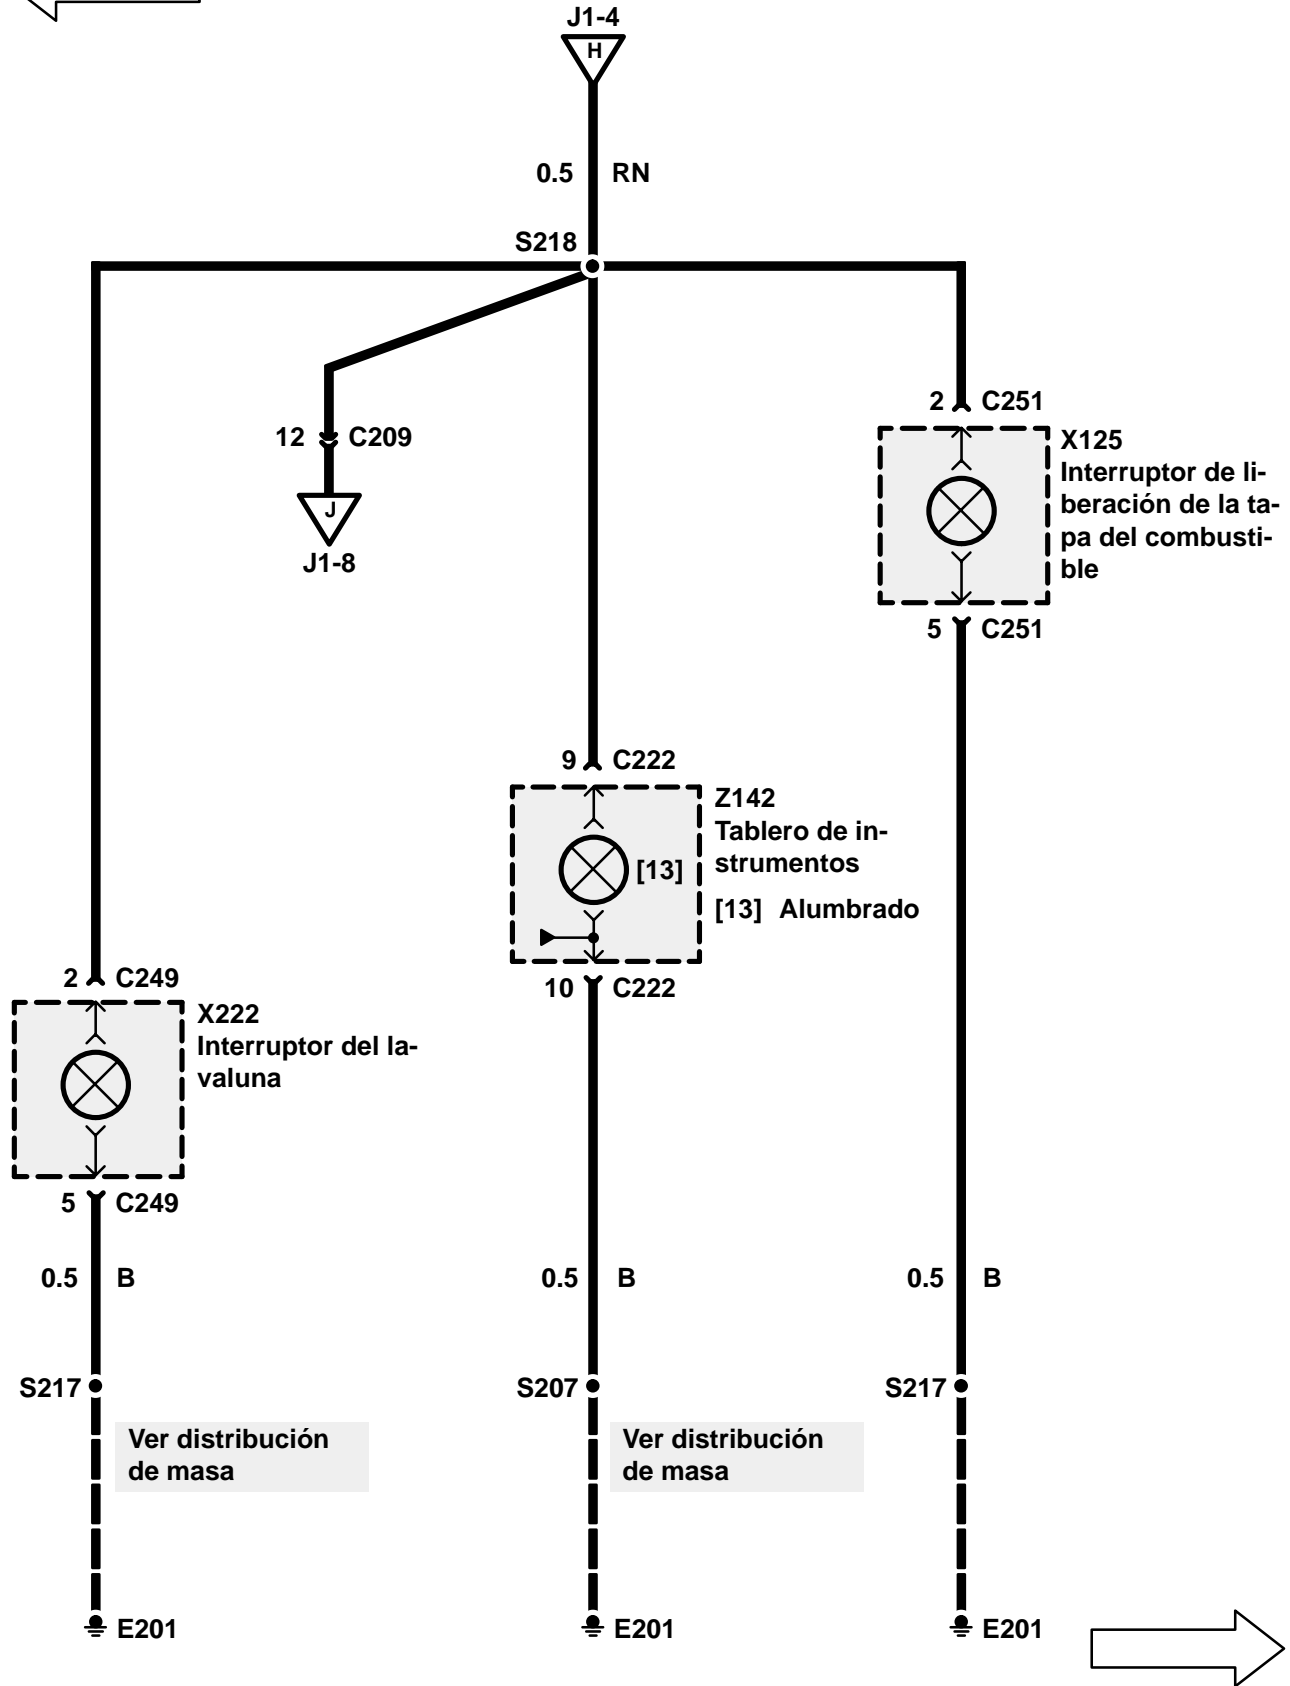 J1-4
H
0.5 RN
S218
2 C251
X125
Interruptor de li-
beración de la ta-
pa del combusti-
ble
12 C209
J
J1-8
5 C251
9 C222
Z142
Tablero de in-
strumentos
[13]
[13] Alumbrado
2 C249
10 C222
X222
Interruptor del la-
valuna
5 C249
0.5 B
0.5 B
0.5 B
S217
S207
S217
Ver distribución
de masa
Ver distribución
de masa
E201
E201
E201